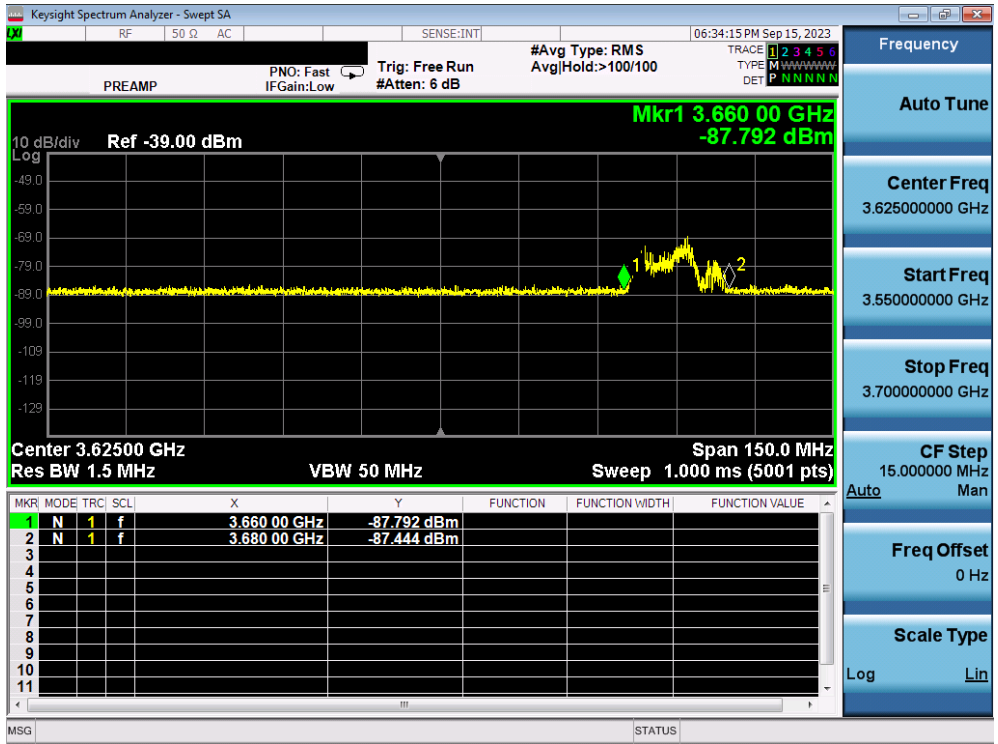 Keysight Spectrum Analyzer - Swept SA
LXI RF 50 Ω AC SENSE:INT 06:34:15 PM Sep 15, 2023
PREAMP
PNO: Fast
IFGain:Low
Trig: Free Run
#Atten: 6 dB
#Avg Type: RMS
Avg|Hold:>100/100
TRACE 1 2 3 4 5 6
TYPE M W W W W W
DET P N N N N N
Mkr1 3.660 00 GHz
-87.792 dBm
10 dB/div Ref -39.00 dBm
Log
-49.0
-59.0
-69.0
-79.0
-89.0
-99.0
-109
-119
-129
1
2
Center 3.62500 GHz Span 150.0 MHz
Res BW 1.5 MHz VBW 50 MHz Sweep 1.000 ms (5001 pts)
MKR MODE TRC SCL X Y FUNCTION FUNCTION WIDTH FUNCTION VALUE
1 N 1 f 3.660 00 GHz -87.792 dBm
2 N 1 f 3.680 00 GHz -87.444 dBm
3
4
5
6
7
8
9
10
11
MSG STATUS
Frequency
Auto Tune
Center Freq
3.625000000 GHz
Start Freq
3.550000000 GHz
Stop Freq
3.700000000 GHz
CF Step
15.000000 MHz
Auto Man
Freq Offset
0 Hz
Scale Type
Log Lin